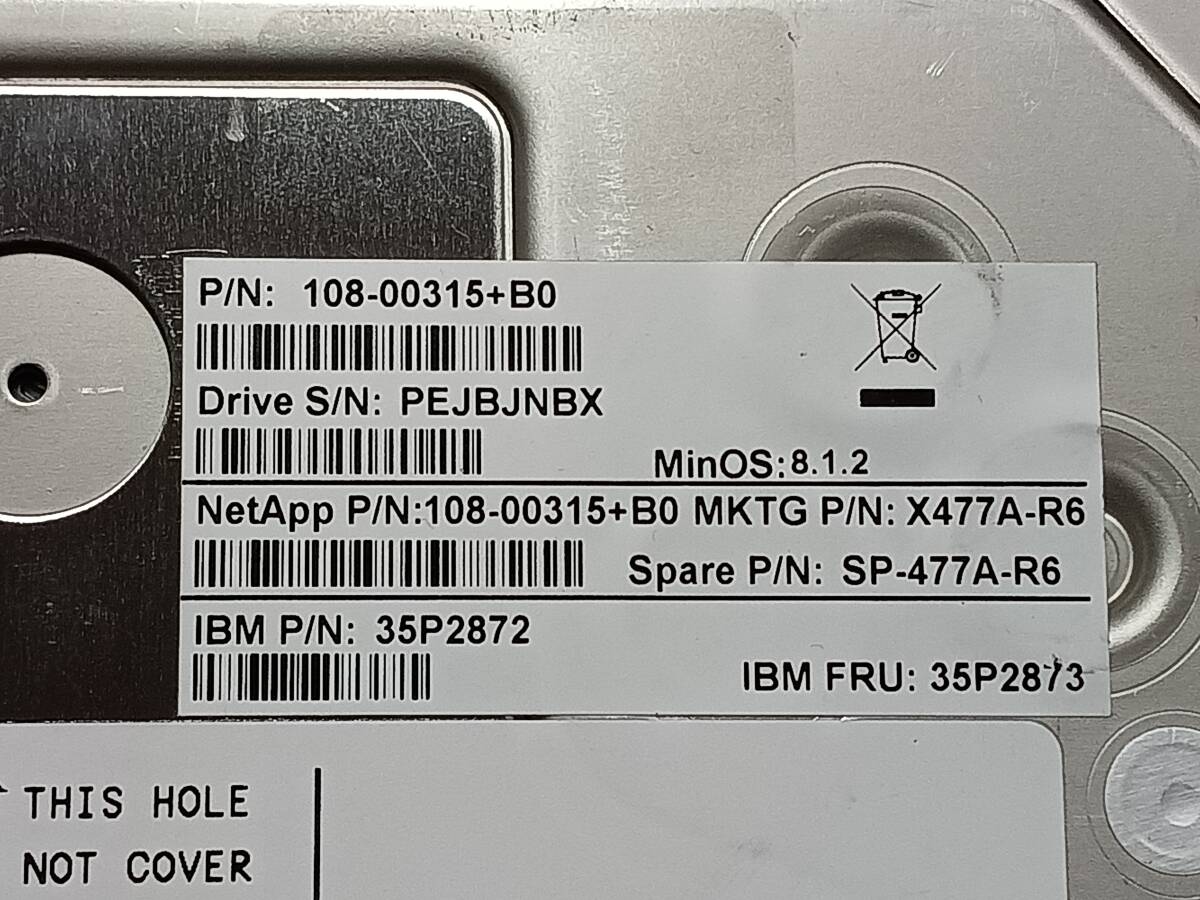 P/N: 108-00315+B0
Drive S/N: PEJBJNBX
MinOS:8.1.2
NetApp P/N:108-00315+B0 MKTG P/N: X477A-R6
Spare P/N: SP-477A-R6
IBM P/N: 35P2872
IBM FRU: 35P2873
THIS HOLE
NOT COVER